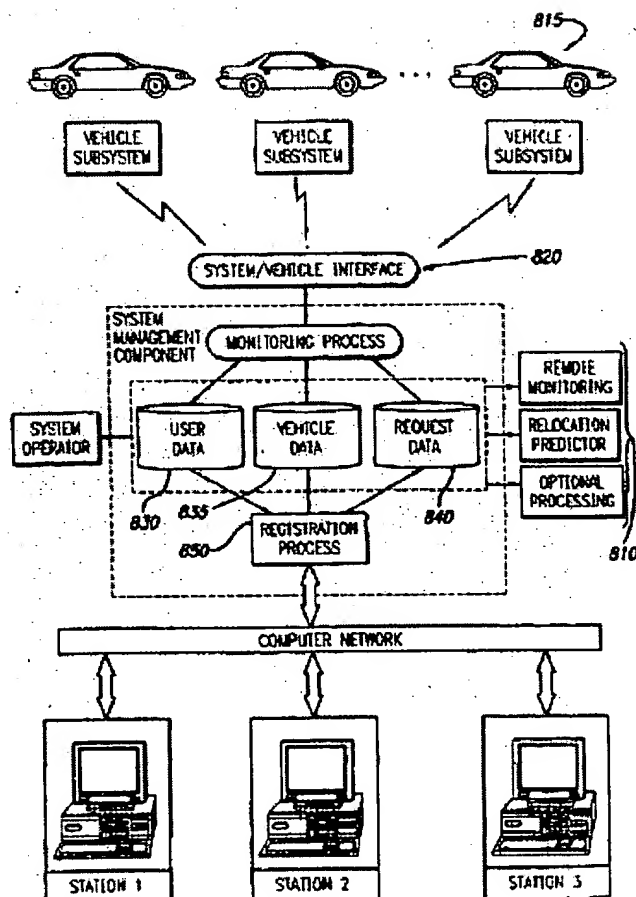 815
VEHICLE
SUBSYSTEM
VEHICLE
SUBSYSTEM
VEHICLE
SUBSYSTEM
SYSTEM/VEHICLE INTERFACE
820
SYSTEM
MANAGEMENT
COMPONENT
MONITORING PROCESS
REMOTE
MONITORING
SYSTEM
OPERATOR
USER
DATA
VEHICLE
DATA
REQUEST
DATA
RELOCATION
PREDICTOR
OPTIONAL
PROCESSING
830
835
840
810
850
REGISTRATION
PROCESS
COMPUTER NETWORK
STATION 1
STATION 2
STATION 3